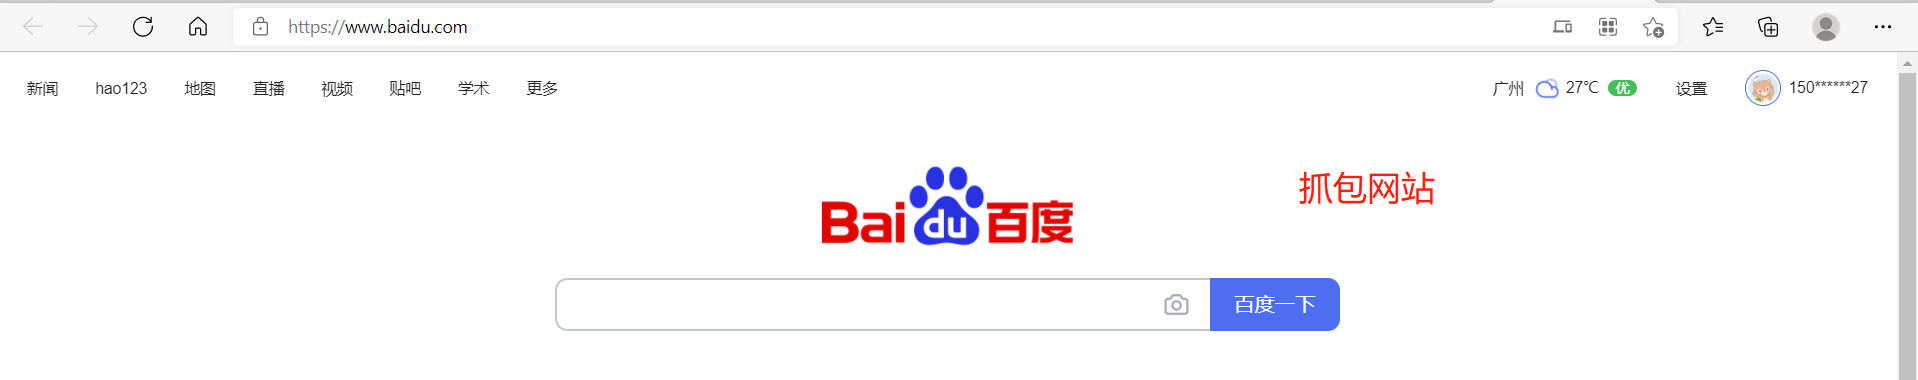 https://www.baidu.com
新闻 hao123 地图 直播 视频 贴吧 学术 更多 广州 27℃ 优 设置 150******27
抓包网站
Bai du 百度
百度一下